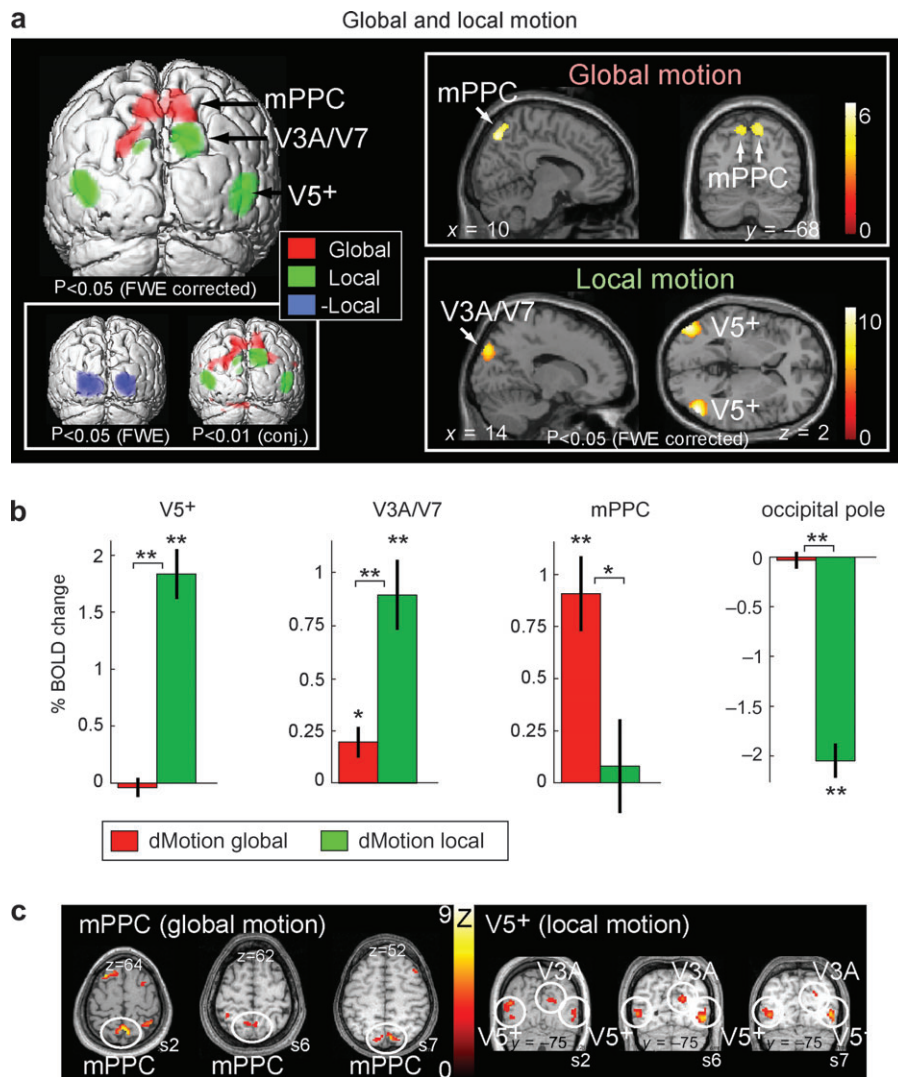 a
Global and local motion
mPPC
V3A/V7
V5+
Global
Local
-Local
P<0.05 (FWE corrected)
P<0.05 (FWE)
P<0.01 (conj.)
Global motion
mPPC
mPPC
x = 10
y = −68
6
0
Local motion
V3A/V7
V5+
V5+
x = 14
P<0.05 (FWE corrected)
z = 2
10
0
b
V5+
V3A/V7
mPPC
occipital pole
% BOLD change
2
1.5
1
0.5
0
**
**
1
0.75
0.5
0.25
0
*
**
**
1
0.75
0.5
0.25
0
**
*
0
−0.5
−1
−1.5
−2
**
**
dMotion global
dMotion local
c
mPPC (global motion)
z=64
z=62
z=62
s2
s6
s7
mPPC
mPPC
mPPC
9
Z
0
V5+ (local motion)
V3A
V3A
V3A
V5+
V5+
V5+
V5+
y = −75
y = −75
y = −75
s2
s6
s7